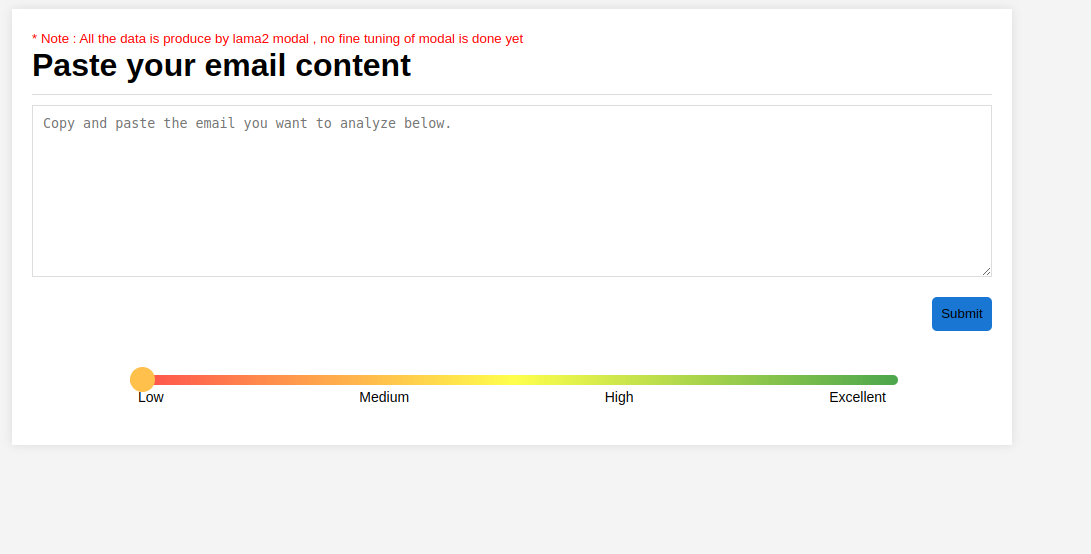 * Note : All the data is produce by lama2 modal , no fine tuning of modal is done yet
Paste your email content
Copy and paste the email you want to analyze below.
Submit
Low Medium High Excellent